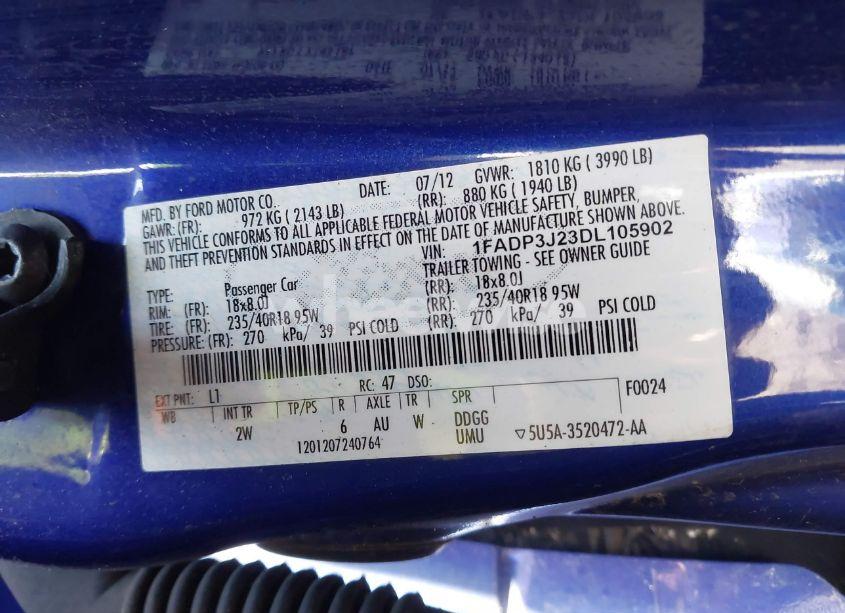 MFD. BY FORD MOTOR CO. DATE: 07/12 GVWR: 1810 KG ( 3990 LB)
GAWR: (FR): 972 KG ( 2143 LB) (RR): 880 KG ( 1940 LB)
THIS VEHICLE CONFORMS TO ALL APPLICABLE FEDERAL MOTOR VEHICLE SAFETY, BUMPER,
AND THEFT PREVENTION STANDARDS IN EFFECT ON THE DATE OF MANUFACTURE SHOWN ABOVE.
VIN: 1FADP3J23DL105902
TRAILER TOWING - SEE OWNER GUIDE
TYPE: Passenger Car
RIM: (FR): 18x8.0J (RR): 18x8.0J
TIRE: (FR): 235/40R18 95W (RR): 235/40R18 95W
PRESSURE: (FR): 270 kPa/ 39 PSI COLD (RR): 270 kPa/ 39 PSI COLD
EXT PNT: L1 RC: 47 DSO: F0024
WB INT TR TP/PS R AXLE TR SPR
2W 6 AU W DDGG
UMU
1201207240764 ▽5U5A-3520472-AA